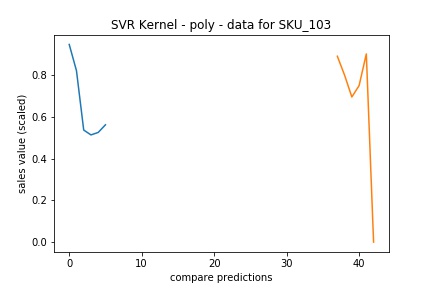 SVR Kernel - poly - data for SKU_103
sales value (scaled)
0.8
0.6
0.4
0.2
0.0
0 10 20 30 40
compare predictions